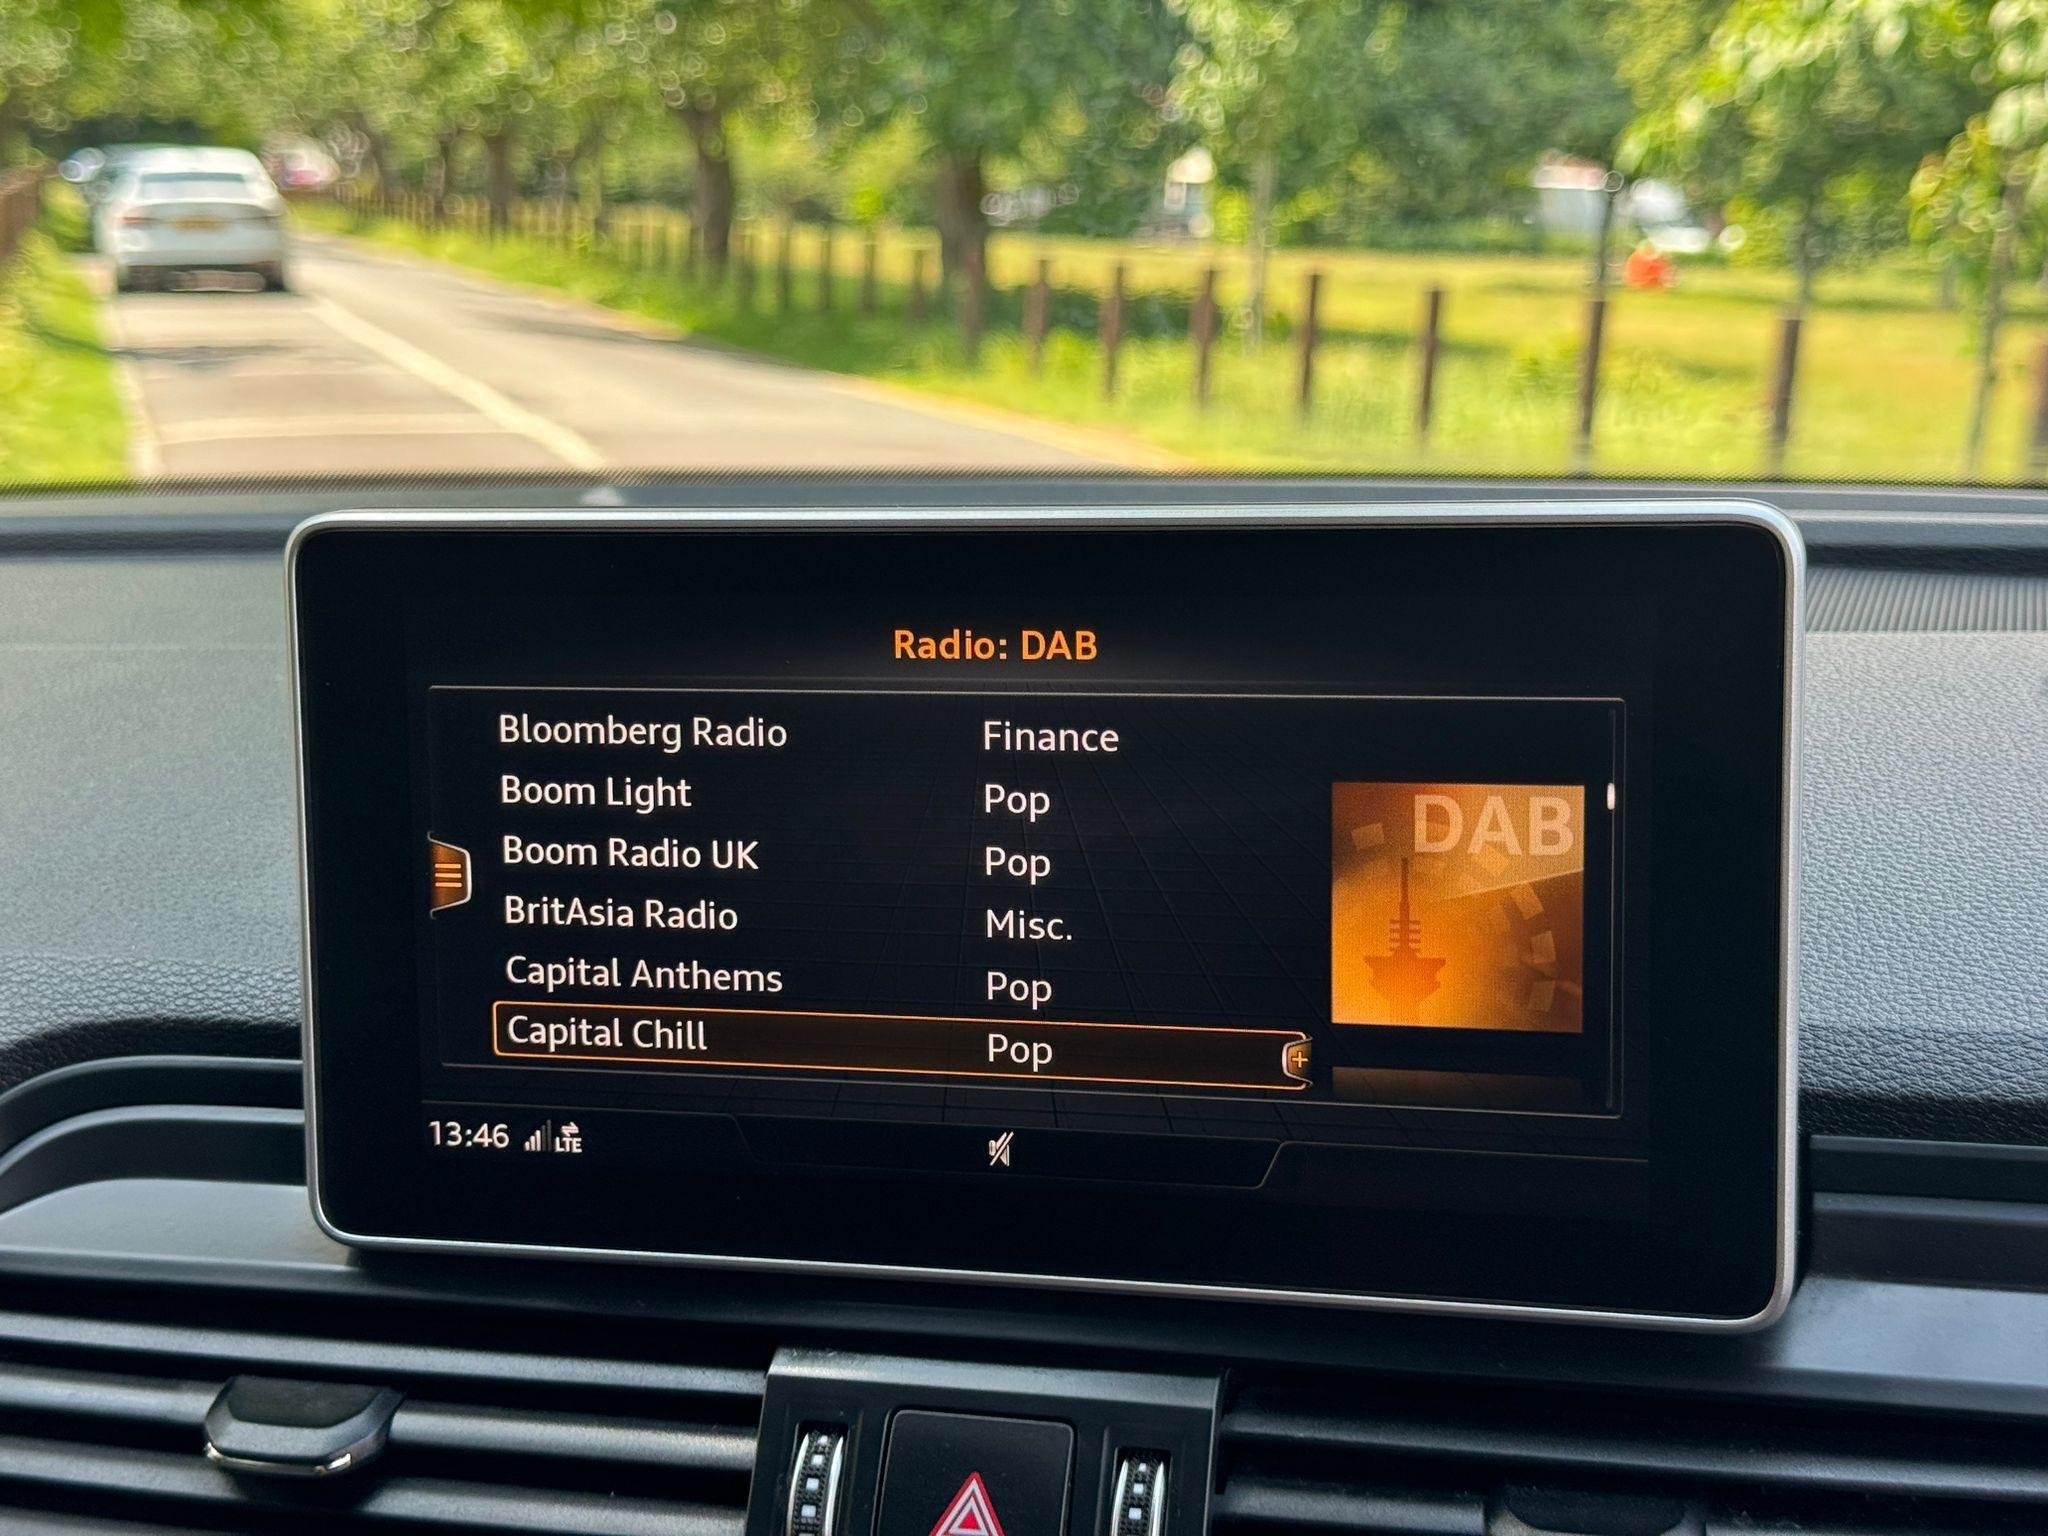 Radio: DAB
Bloomberg Radio Finance
Boom Light Pop
Boom Radio UK Pop
BritAsia Radio Misc.
Capital Anthems Pop
Capital Chill Pop
DAB
13:46 LTE